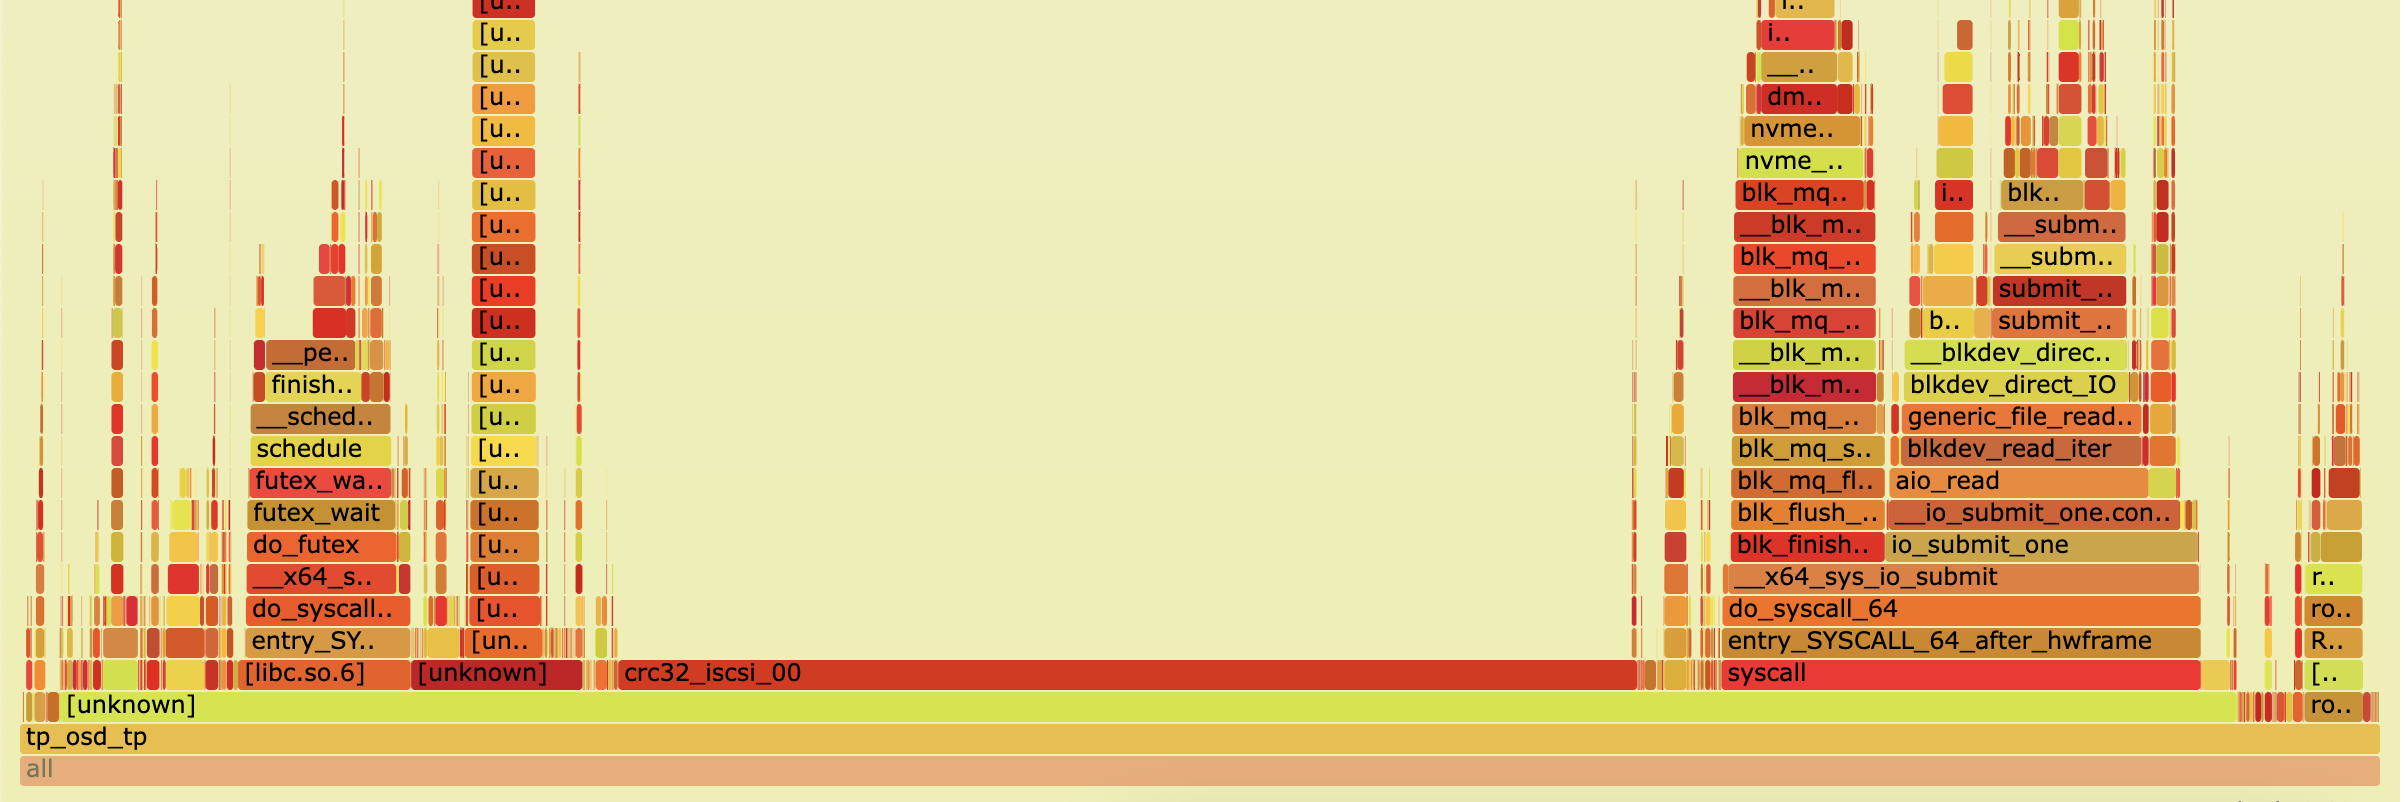 [u.. i..
[u.. i..
[u.. __..
[u.. dm..
[u.. nvme..
[u.. nvme_..
[u.. blk_mq.. i.. blk..
[u.. __blk_m.. __subm..
[u.. blk_mq_.. __subm..
[u.. __blk_m.. submit_..
[u.. blk_mq_.. b.. submit_..
__pe.. [u.. __blk_m.. __blkdev_direc..
finish.. [u.. __blk_m.. blkdev_direct_IO
__sched.. [u.. blk_mq_.. generic_file_read..
schedule [u.. blk_mq_s.. blkdev_read_iter
futex_wa.. [u.. blk_mq_fl.. aio_read
futex_wait [u.. blk_flush_.. __io_submit_one.con..
do_futex [u.. blk_finish.. io_submit_one
__x64_s.. [u.. __x64_sys_io_submit r..
do_syscall.. [u.. do_syscall_64 ro..
entry_SY.. [un.. entry_SYSCALL_64_after_hwframe R..
[libc.so.6] [unknown] crc32_iscsi_00 syscall [..
[unknown] ro..
tp_osd_tp
all